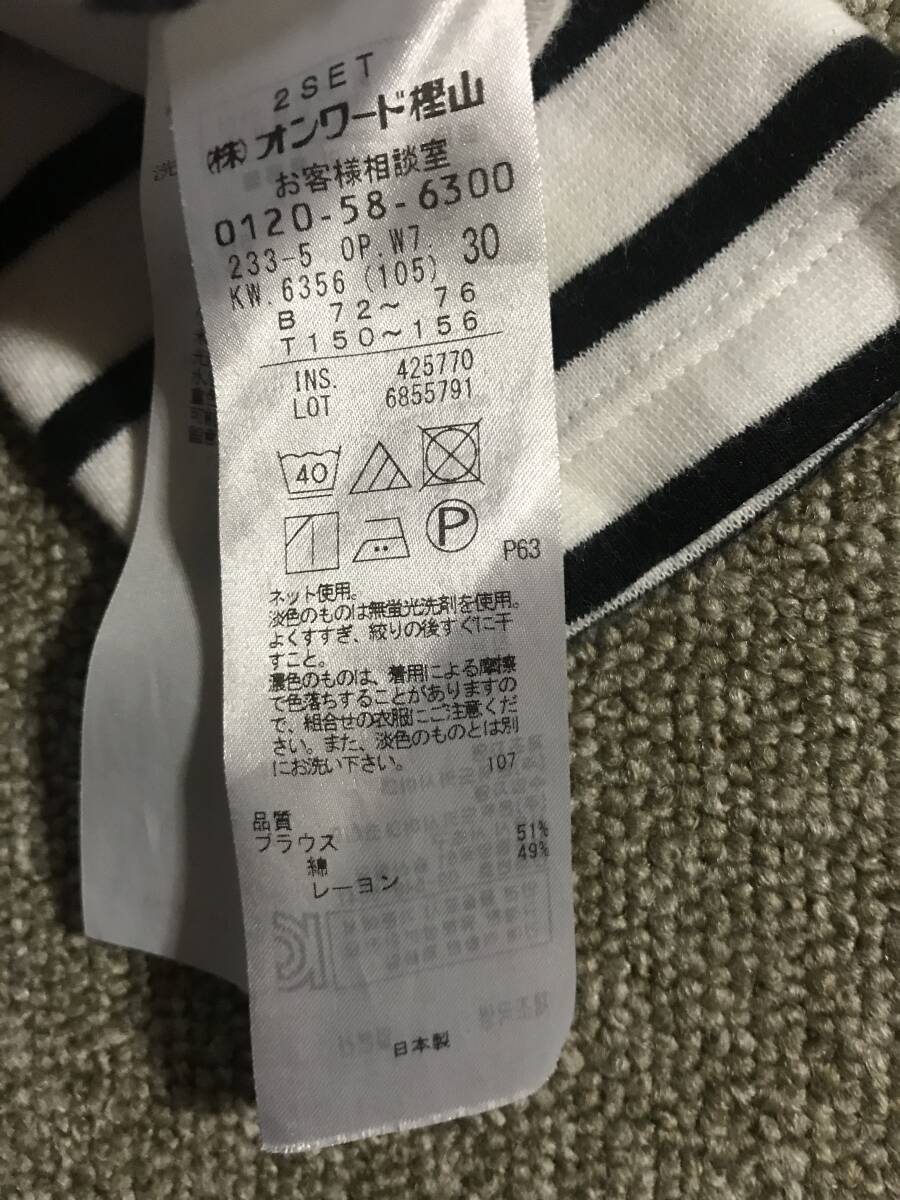 2SET
(株)オンワード樫山
お客様相談室
0120-58-6300
233-5 OP.W7. 30
KW.6356 (105)
B 72~ 76
T150~156
INS. 425770
LOT 6855791
40
P
P63
ネット使用。
淡色のものは無蛍光洗剤を使用。
よくすすぎ、絞りの後すぐに干
すこと。
濃色のものは、着用による摩擦
で色落ちすることがありますの
で、組合せの衣服にご注意くだ
さい。また、淡色のものとは別
にお洗い下さい。 107
品質
ブラウス
綿 51%
レーヨン 49%
日本製
洗